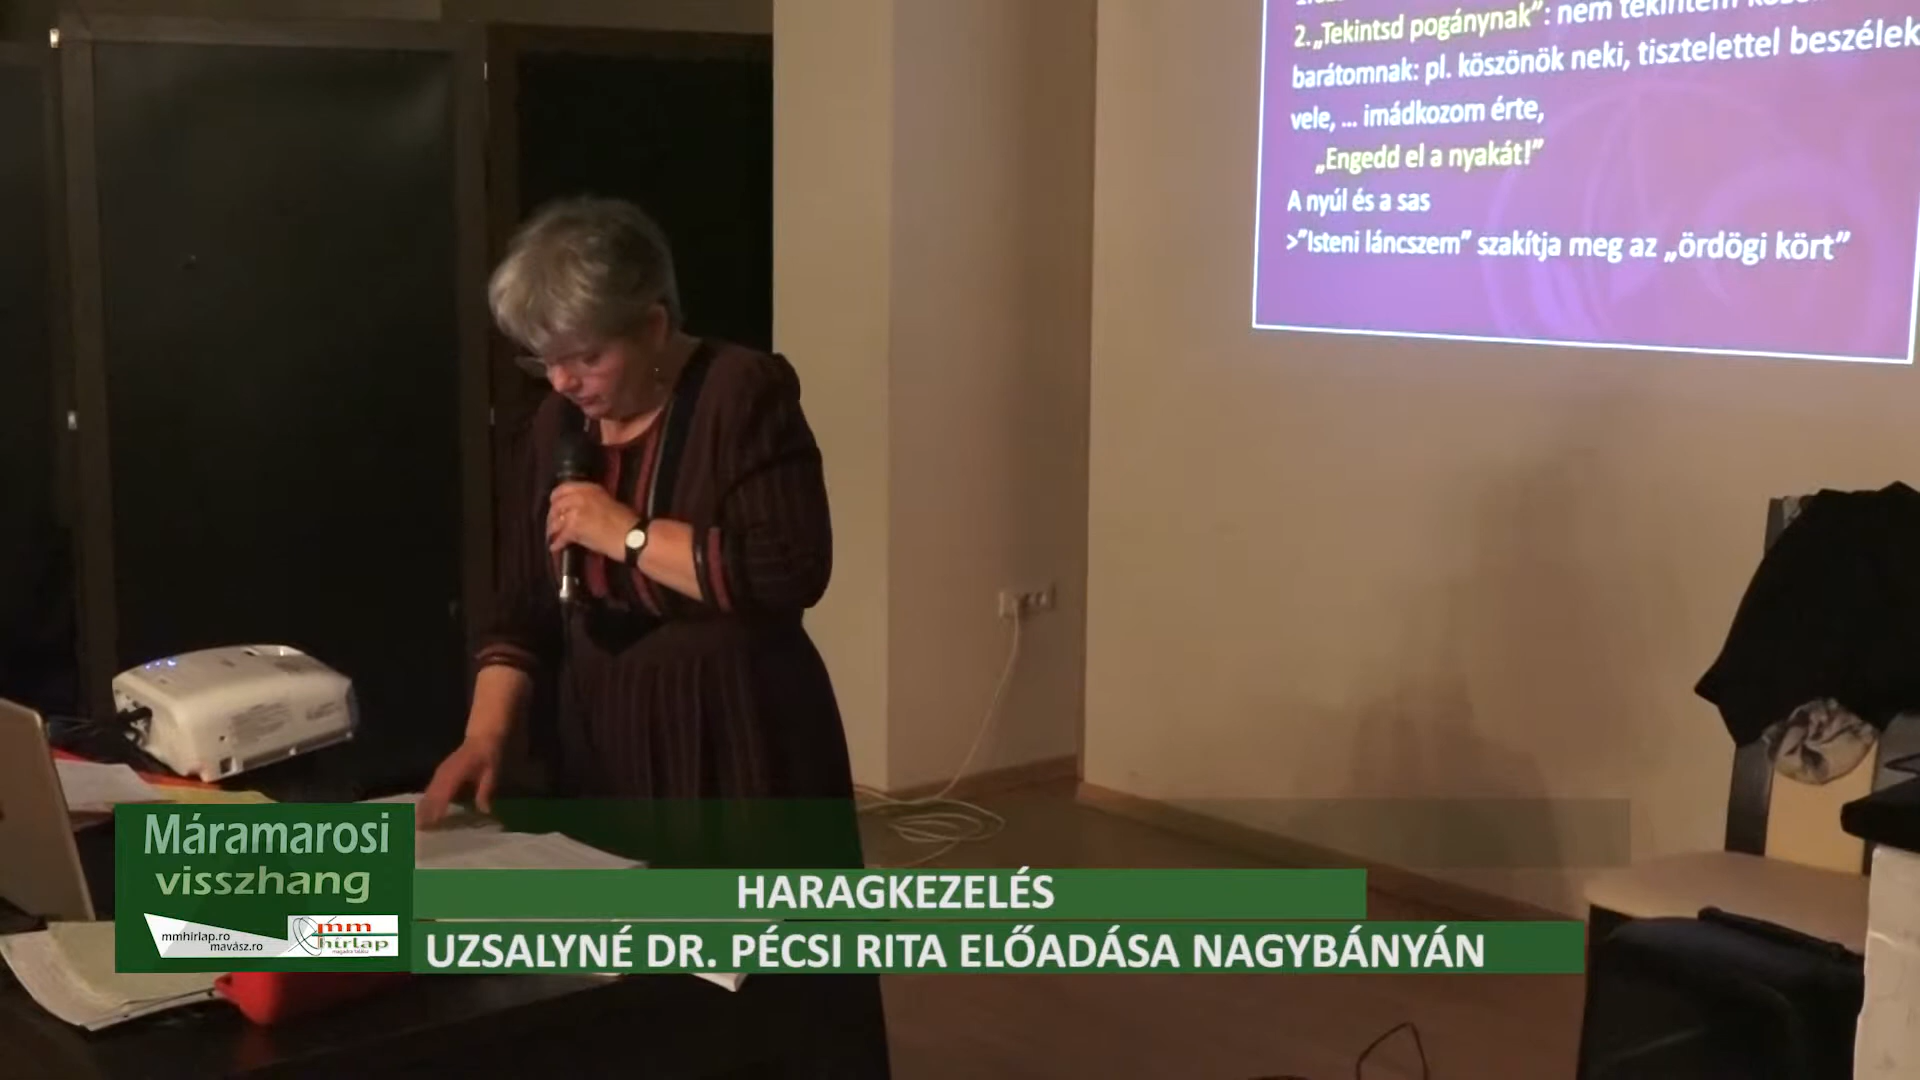 2.„Tekintsd pogánynak”: nem tekintem
barátomnak: pl. köszönök neki, tisztelettel beszélek
vele, ... imádkozom érte,
„Engedd el a nyakát!”
A nyúl és a sas
>”Isteni láncszem” szakítja meg az „ördögi kört”
Máramarosi
visszhang
mmhirlap.ro
mavász.ro
mm
hírlap
HARAGKEZELÉS
UZSALYNÉ DR. PÉCSI RITA ELŐADÁSA NAGYBÁNYÁN